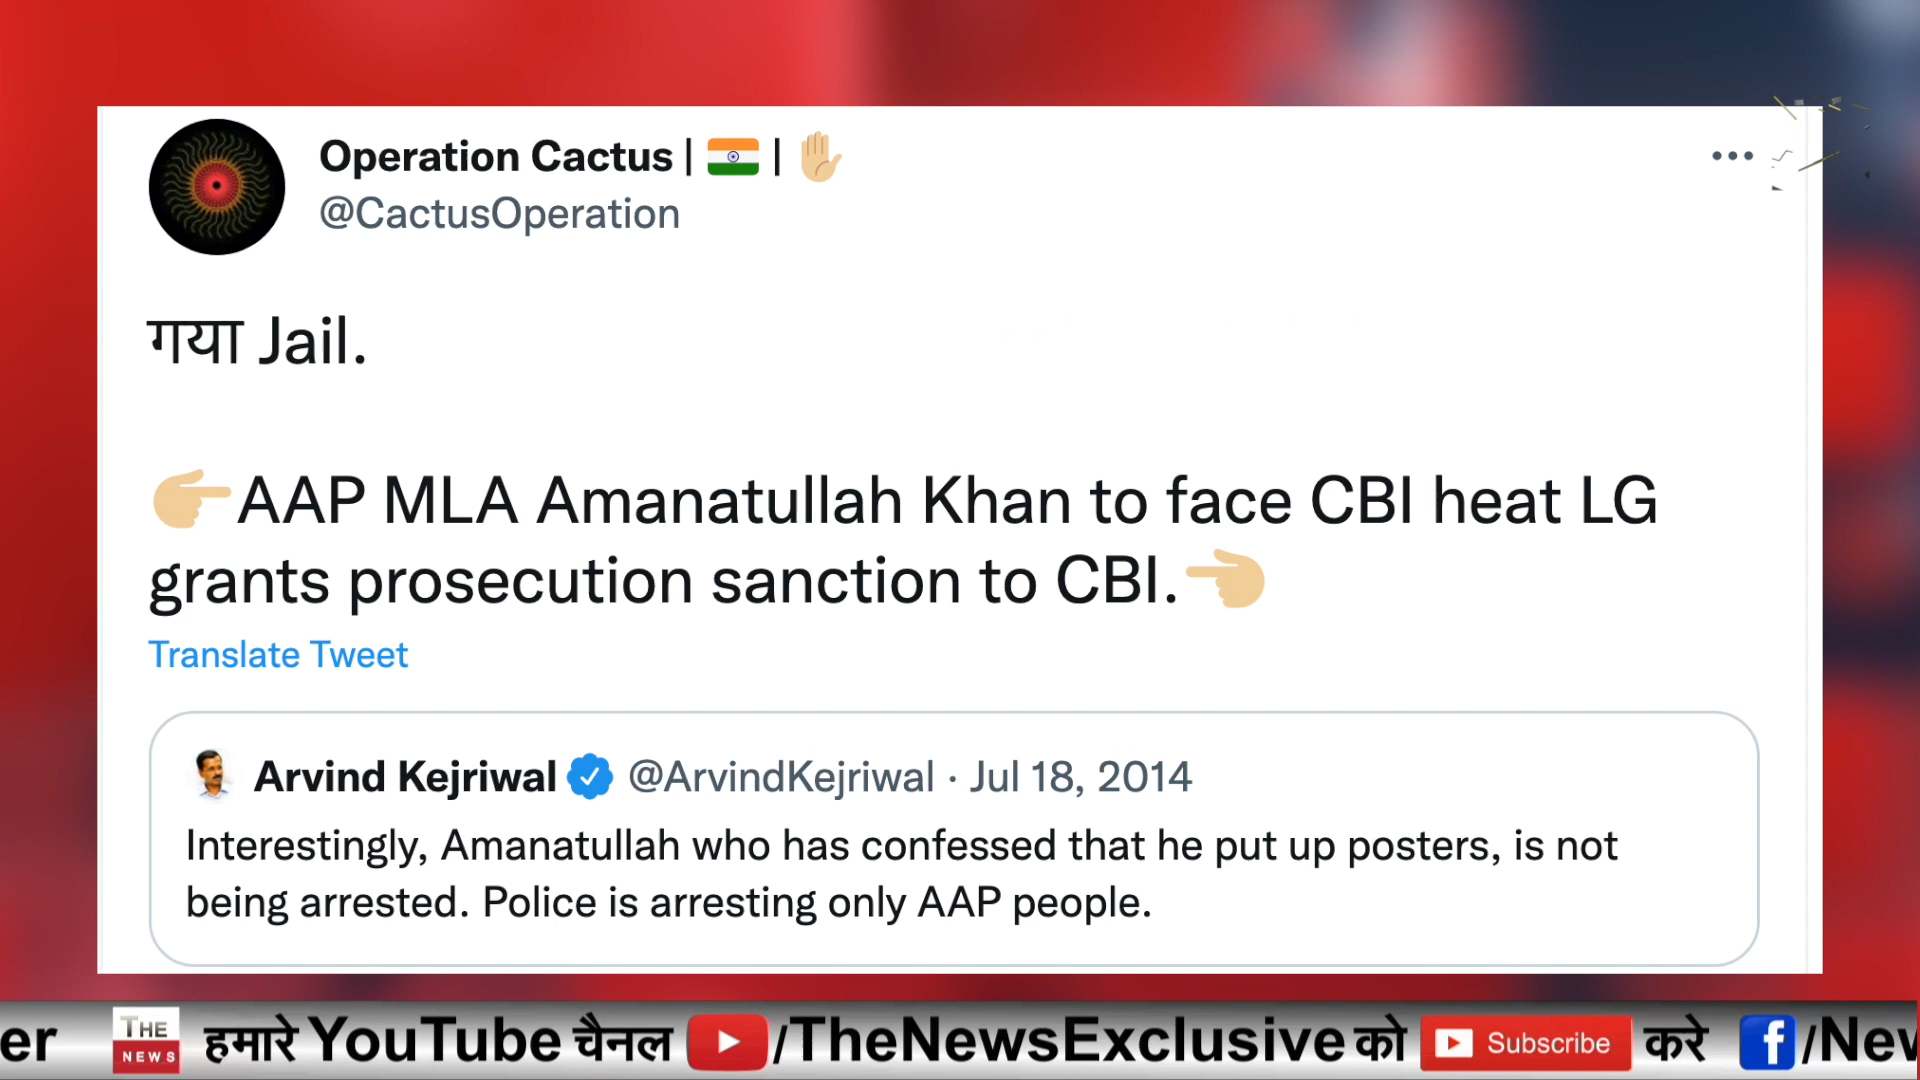 Operation Cactus | 🇮🇳 | ✋🏼
@CactusOperation
गया Jail.
👉🏼AAP MLA Amanatullah Khan to face CBI heat LG
grants prosecution sanction to CBI.👈🏼
Translate Tweet
Arvind Kejriwal @ArvindKejriwal · Jul 18, 2014
Interestingly, Amanatullah who has confessed that he put up posters, is not
being arrested. Police is arresting only AAP people.
er THE NEWS हमारे YouTube चैनल /TheNewsExclusive को Subscribe करे f /New